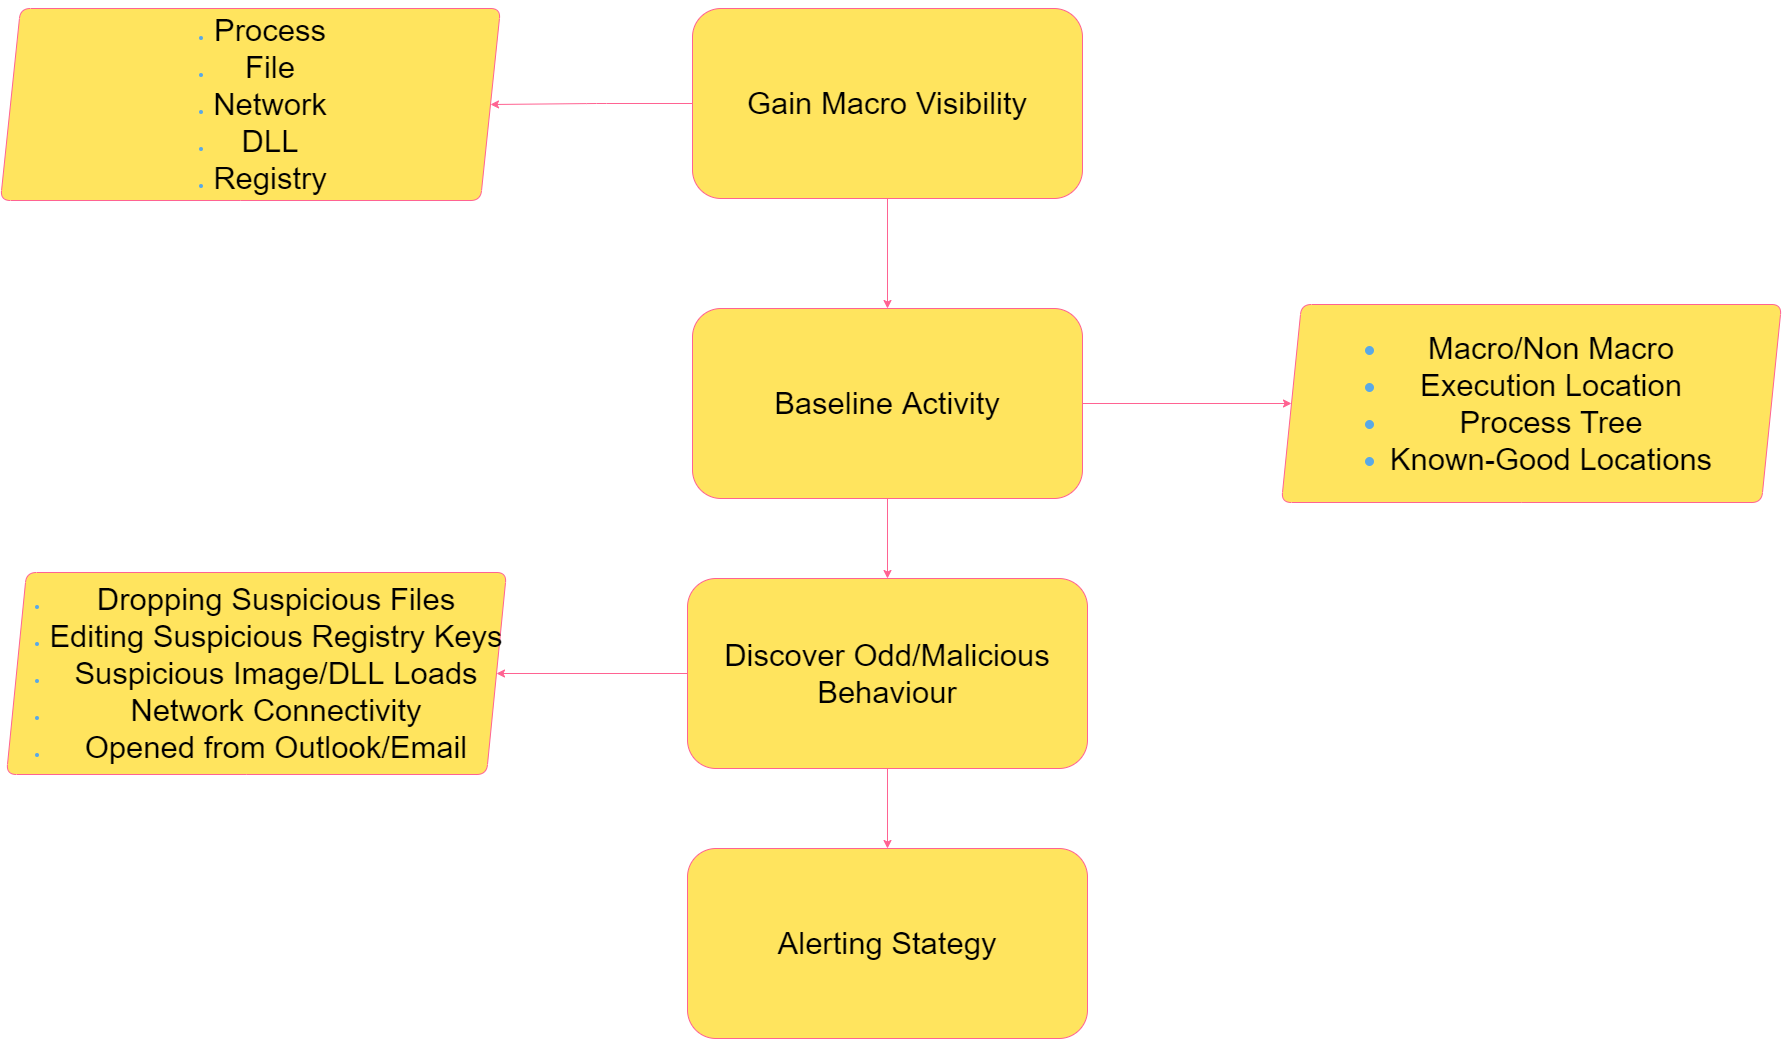 Process
File
Network
DLL
Registry
Gain Macro Visibility
Baseline Activity
Macro/Non Macro
Execution Location
Process Tree
Known-Good Locations
Dropping Suspicious Files
Editing Suspicious Registry Keys
Suspicious Image/DLL Loads
Network Connectivity
Opened from Outlook/Email
Discover Odd/Malicious
Behaviour
Alerting Stategy